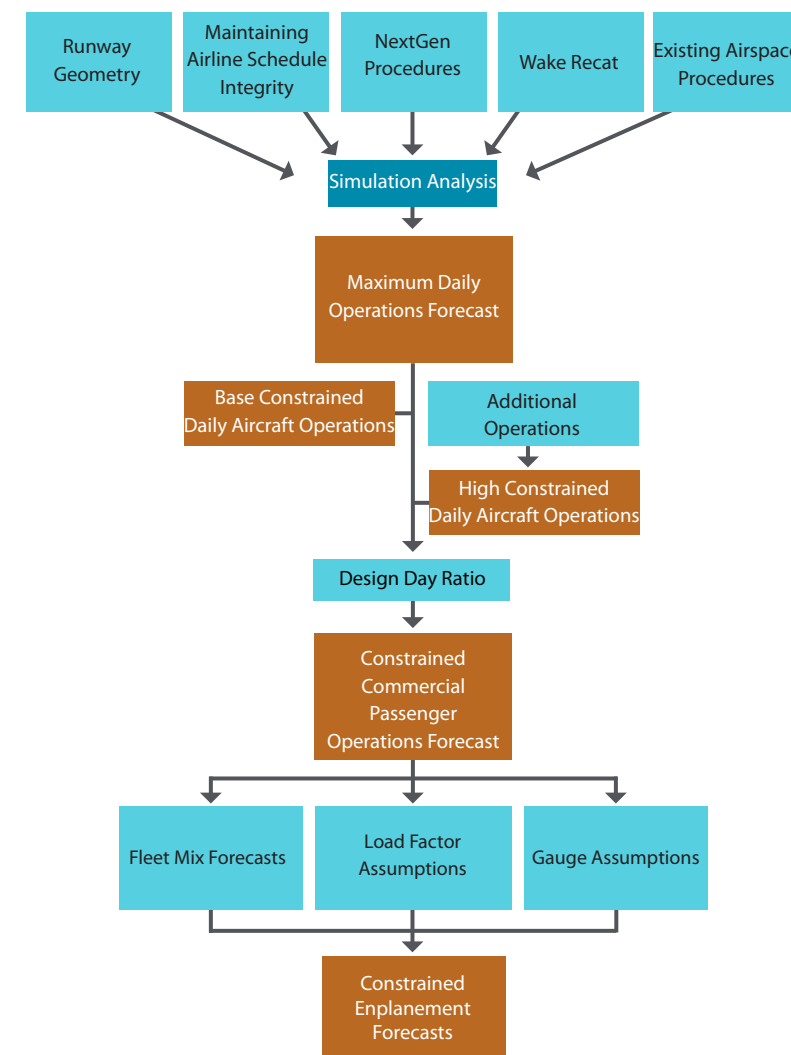 Runway
Geometry
Maintaining
Airline Schedule
Integrity
NextGen
Procedures
Wake Recat
Existing Airspace
Procedures
Simulation Analysis
Maximum Daily
Operations Forecast
Base Constrained
Daily Aircraft Operations
Additional
Operations
High Constrained
Daily Aircraft Operations
Design Day Ratio
Constrained
Commercial
Passenger
Operations Forecast
Fleet Mix Forecasts
Load Factor
Assumptions
Gauge Assumptions
Constrained
Enplanement
Forecasts